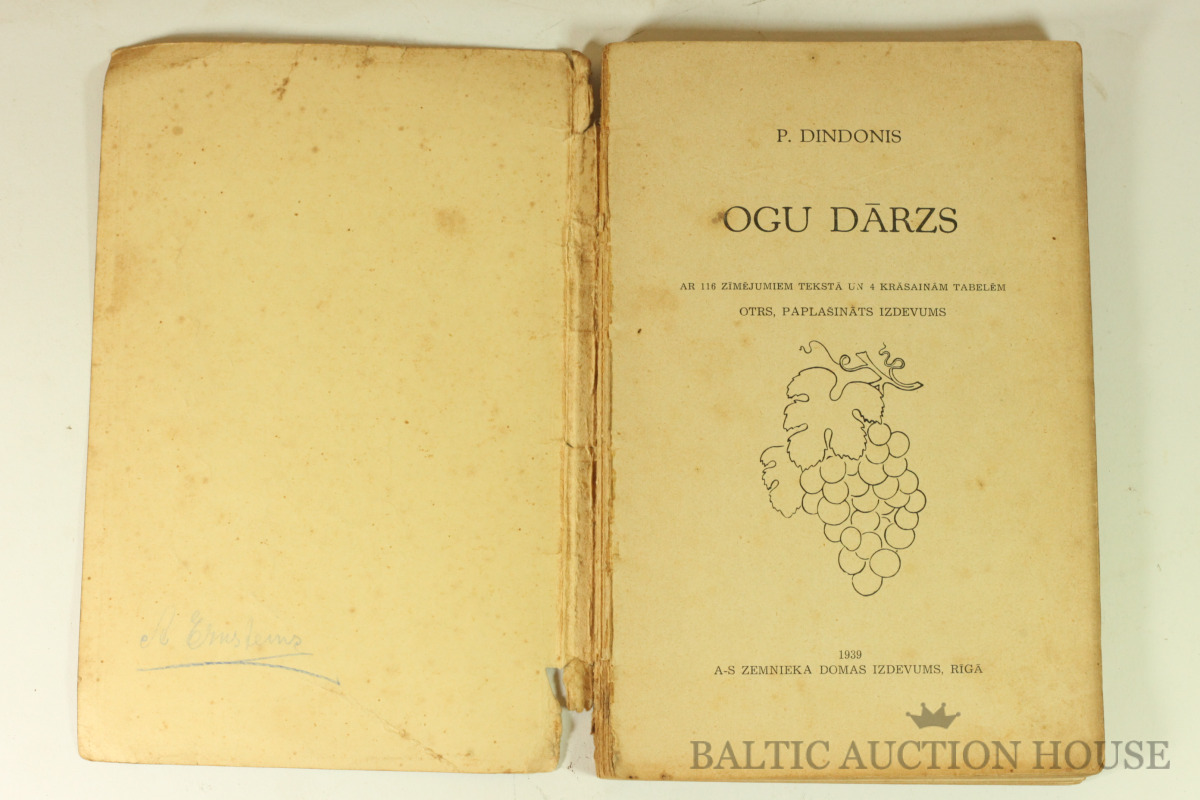 P. DINDONIS
OGU DĀRZS
AR 116 ZĪMĒJUMIEM TEKSTĀ UN 4 KRĀSAINĀM TABELĒM
OTRS, PAPLAŠINĀTS IZDEVUMS
1939
A-S ZEMNIEKA DOMAS IZDEVUMS, RĪGĀ
BALTIC AUCTION HOUSE